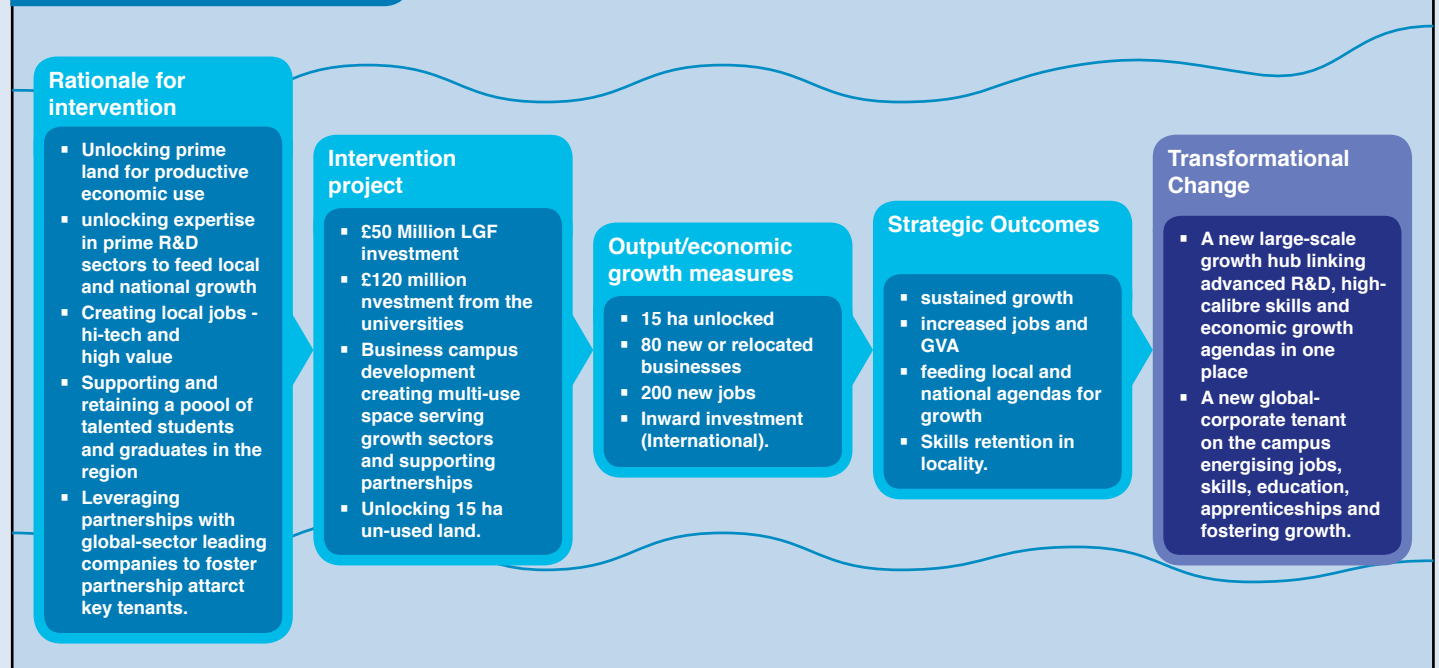 Rationale for
intervention
▪ Unlocking prime
land for productive
economic use
▪ unlocking expertise
in prime R&D
sectors to feed local
and national growth
▪ Creating local jobs -
hi-tech and
high value
▪ Supporting and
retaining a poool of
talented students
and graduates in the
region
▪ Leveraging
partnerships with
global-sector leading
companies to foster
partnership attarct
key tenants.
Intervention
project
▪ £50 Million LGF
investment
▪ £120 million
nvestment from the
universities
▪ Business campus
development
creating multi-use
space serving
growth sectors
and supporting
partnerships
▪ Unlocking 15 ha
un-used land.
Output/economic
growth measures
▪ 15 ha unlocked
▪ 80 new or relocated
businesses
▪ 200 new jobs
▪ Inward investment
(International).
Strategic Outcomes
▪ sustained growth
▪ increased jobs and
GVA
▪ feeding local and
national agendas for
growth
▪ Skills retention in
locality.
Transformational
Change
▪ A new large-scale
growth hub linking
advanced R&D, high-
calibre skills and
economic growth
agendas in one
place
▪ A new global-
corporate tenant
on the campus
energising jobs,
skills, education,
apprenticeships and
fostering growth.